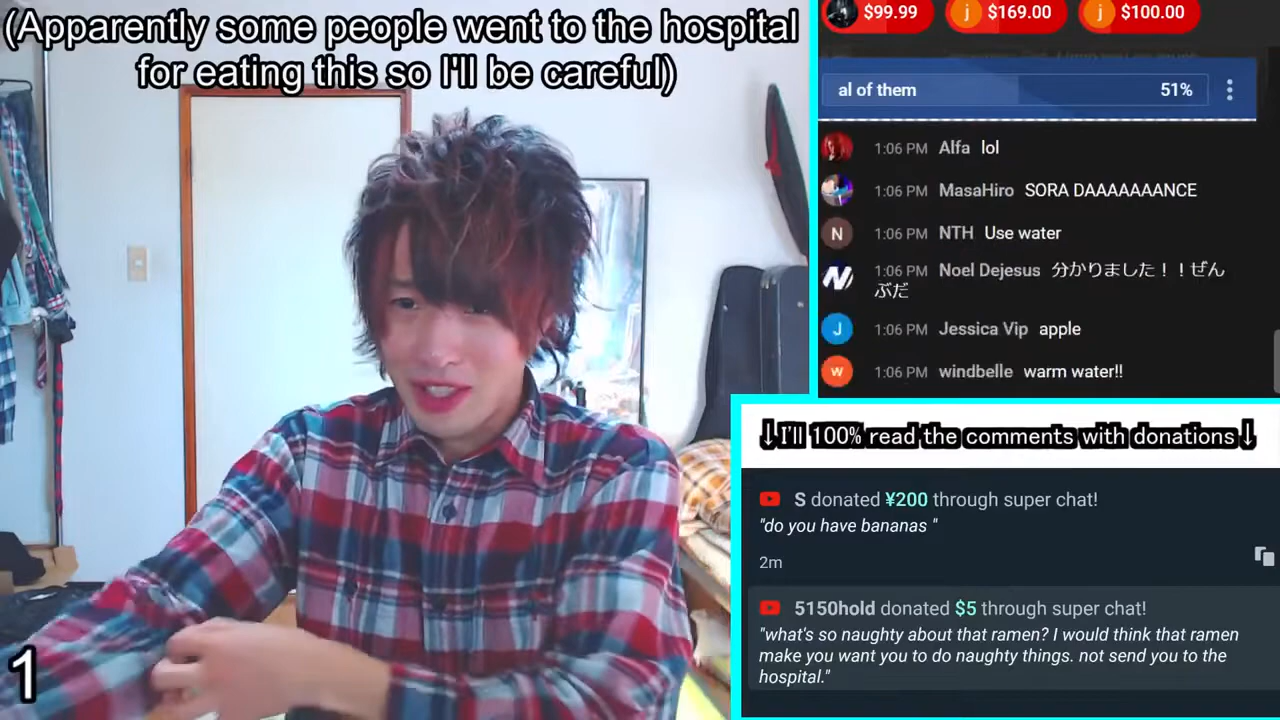 (Apparently some people went to the hospital
for eating this so I'll be careful)
1
$99.99
j $169.00
j $100.00
al of them 51%
1:06 PM Alfa lol
1:06 PM MasaHiro SORA DAAAAAAANCE
N 1:06 PM NTH Use water
1:06 PM Noel Dejesus 分かりました！！ぜん
ぶだ
J 1:06 PM Jessica Vip apple
w 1:06 PM windbelle warm water!!
↓I'll 100% read the comments with donations↓
S donated ¥200 through super chat!
"do you have bananas "
2m
5150hold donated $5 through super chat!
"what's so naughty about that ramen? I would think that ramen
make you want you to do naughty things. not send you to the
hospital."